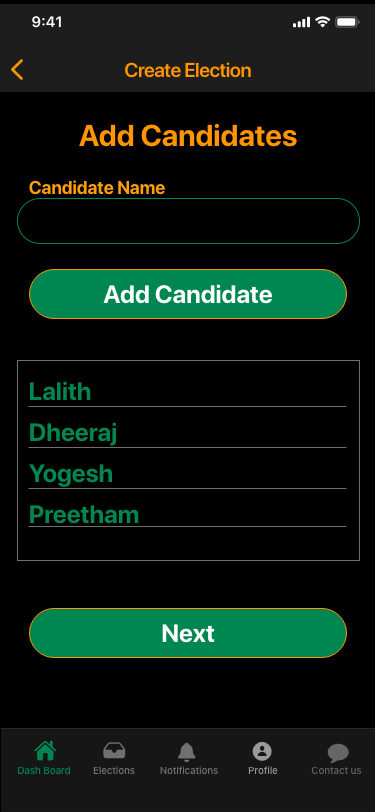 9:41
Create Election
Add Candidates
Candidate Name
Add Candidate
Lalith
Dheeraj
Yogesh
Preetham
Next
Dash Board Elections Notifications Profile Contact us